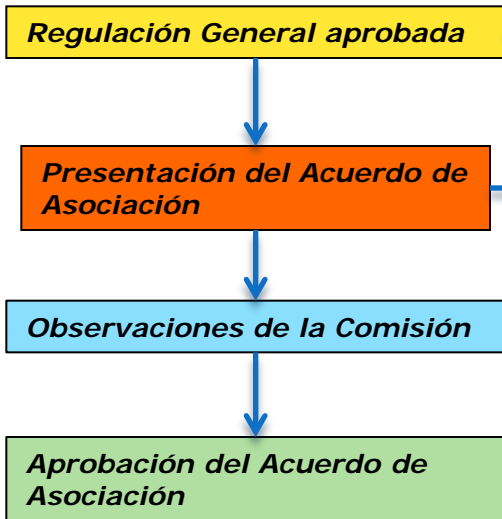 Regulación General aprobada
Presentación del Acuerdo de
Asociación
Observaciones de la Comisión
Aprobación del Acuerdo de
Asociación